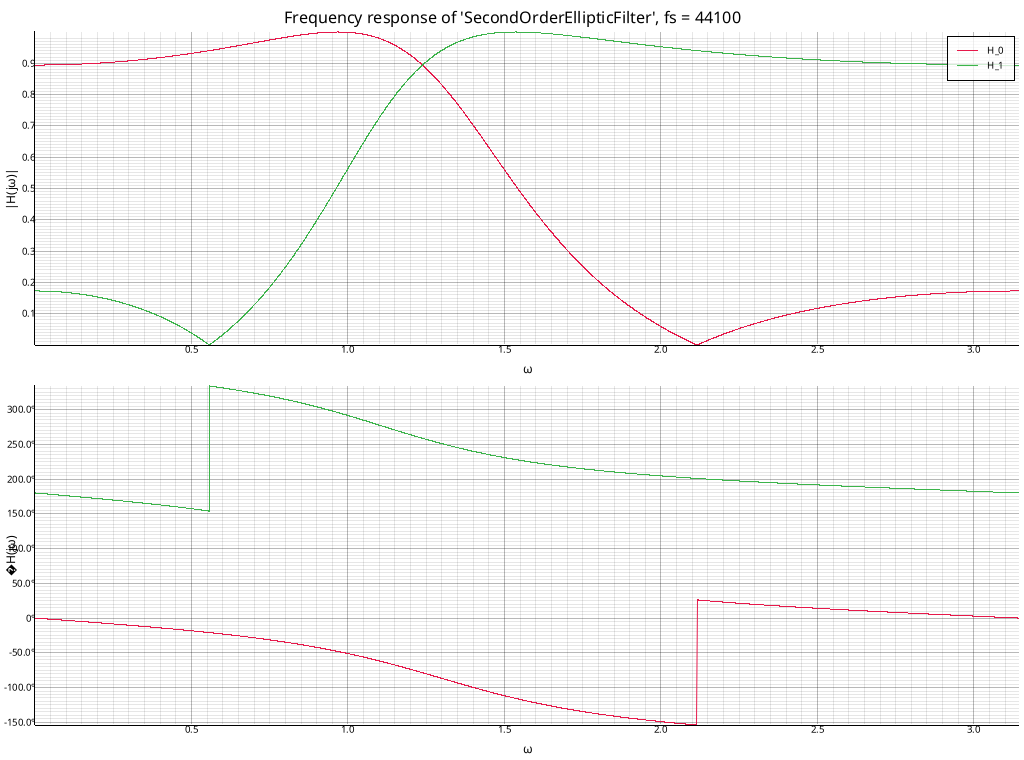 Frequency response of 'SecondOrderEllipticFilter', fs = 44100
H_0
H_1
|H(jω)|
0.9
0.8
0.7
0.6
0.5
0.4
0.3
0.2
0.1
0.5 1.0 1.5 2.0 2.5 3.0
ω
�H(jω)
300.0°
250.0°
200.0°
150.0°
100.0°
50.0°
0°
-50.0°
-100.0°
-150.0°
0.5 1.0 1.5 2.0 2.5 3.0
ω